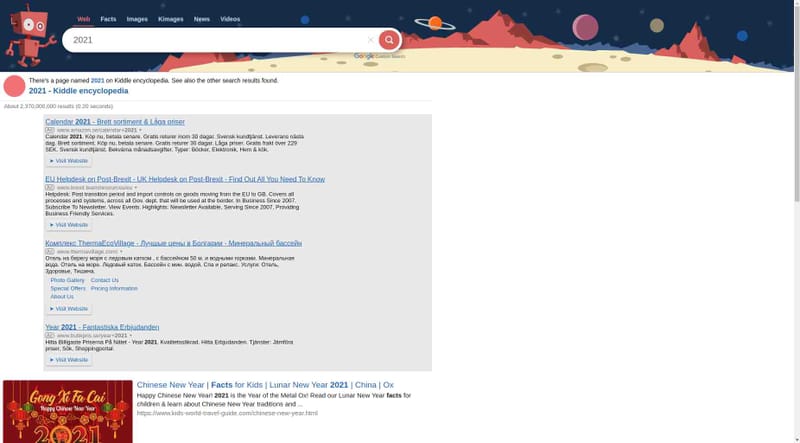 Web Facts Images Kimages News Videos
2021
Google Custom Search
There's a page named 2021 on Kiddle encyclopedia. See also the other search results found.
2021 - Kiddle encyclopedia
About 2,370,000,000 results (0.20 seconds)
Calendar 2021 - Brett sortiment & Låga priser
Ad www.amazon.se/calendar+2021
Calendar 2021. Köp nu, betala senare. Gratis returer inom 30 dagar. Svensk kundtjänst. Leverans nästa
dag. Brett sortiment. Köp nu, betala senare. Gratis returer 30 dagar. Låga priser. Gratis frakt över 229
SEK. Svensk kundtjänst. Bekväma månadsavgifter. Typer: Böcker, Elektronik, Hem & kök.
➤ Visit Website
EU Helpdesk on Post-Brexit - UK Helpdesk on Post-Brexit - Find Out All You Need To Know
Ad
Helpdesk: Post transition period and import controls on goods moving from the EU to GB. Covers all
processes and systems, across all Gov. dept. that will be used at the border. In Business Since 2007.
Subscribe To Newsletter. View Events. Highlights: Newsletter Available, Serving Since 2007, Providing
Business Friendly Services.
➤ Visit Website
Комплекс ThermaEcoVillage - Лучшие цены в Болгарии - Минеральный бассейн
Ad www.thermavillage.com/
Отель на берегу моря с ледовым катком , с бассейном 50 м. и водными горками. Минеральная
вода. Отель на море. Ледовый каток. Бассейн с мин. водой. Спа и релакс. Услуги: Отель,
Здоровье, Тишина.
Photo Gallery Contact Us
Special Offers Pricing Information
About Us
➤ Visit Website
Year 2021 - Fantastiska Erbjudanden
Ad
Hitta Billigaste Priserna På Nätet - Year 2021. Kvalitetssäkrad. Hitta Erbjudanden. Tjänster: Jämföra
priser, Sök, Shoppingportal.
➤ Visit Website
Gong Xi Fa Cai
Happy Chinese New Year
2021
Chinese New Year | Facts for Kids | Lunar New Year 2021 | China | Ox
Happy Chinese New Year! 2021 is the Year of the Metal Ox! Read our Lunar New Year facts for
children & learn about Chinese New Year traditions and ...
https://www.kids-world-travel-guide.com/chinese-new-year.html